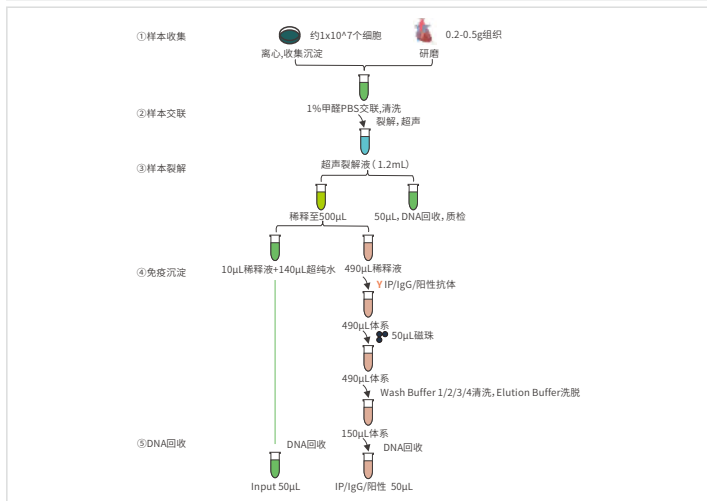 ①样本收集
约1x10^7个细胞
0.2-0.5g组织
离心,收集沉淀
研磨
②样本交联
1%甲醛PBS交联,清洗
裂解，超声
③样本裂解
超声裂解液（1.2mL）
稀释至500μL
50μL，DNA回收，质检
④免疫沉淀
10μL稀释液+140μL超纯水
490μL稀释液
Y IP/IgG/阳性抗体
490μL体系
50μL磁珠
490μL体系
Wash Buffer 1/2/3/4清洗，Elution Buffer洗脱
150μL体系
⑤DNA回收
DNA回收
DNA回收
Input 50μL
IP/IgG/阳性 50μL